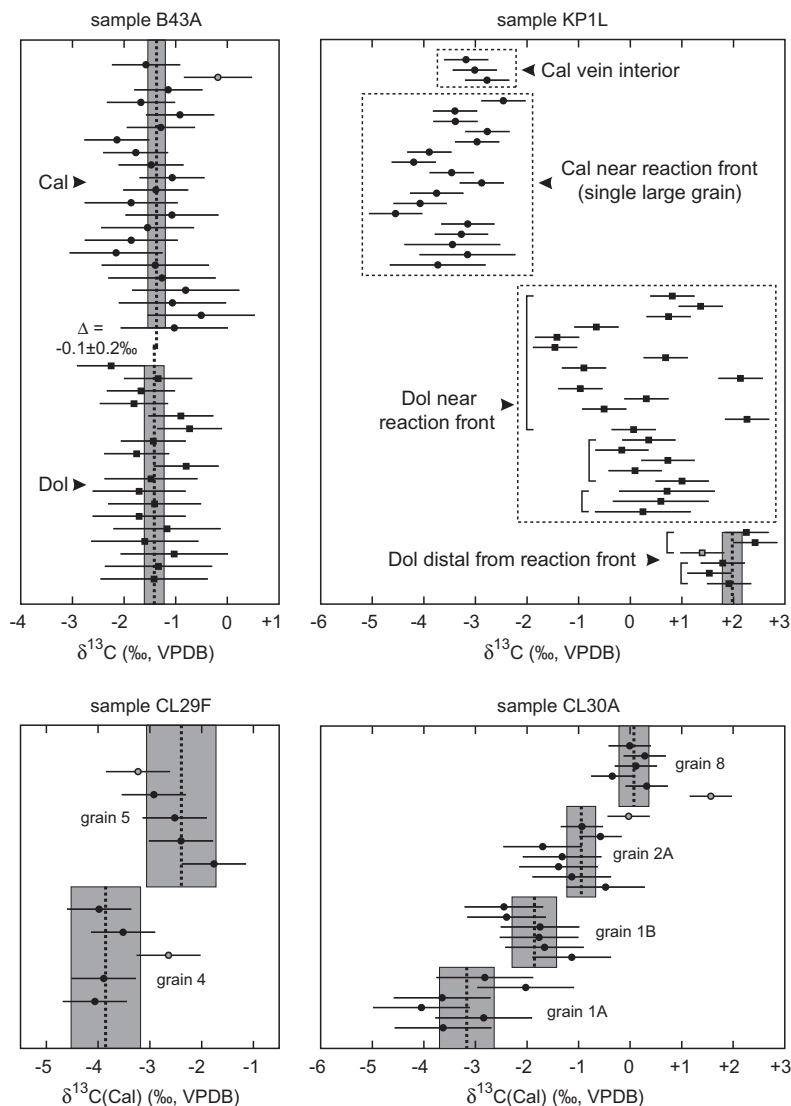 sample B43A
Cal
Δ =
-0.1±0.2‰
Dol
-4 -3 -2 -1 0 +1
δ13C (‰, VPDB)
sample KP1L
Cal vein interior
Cal near reaction front
(single large grain)
Dol near
reaction front
Dol distal from reaction front
-6 -5 -4 -3 -2 -1 0 +1 +2 +3
δ13C (‰, VPDB)
sample CL29F
grain 5
grain 4
-5 -4 -3 -2 -1
δ13C(Cal) (‰, VPDB)
sample CL30A
grain 8
grain 2A
grain 1B
grain 1A
-6 -5 -4 -3 -2 -1 0 +1 +2 +3
δ13C(Cal) (‰, VPDB)